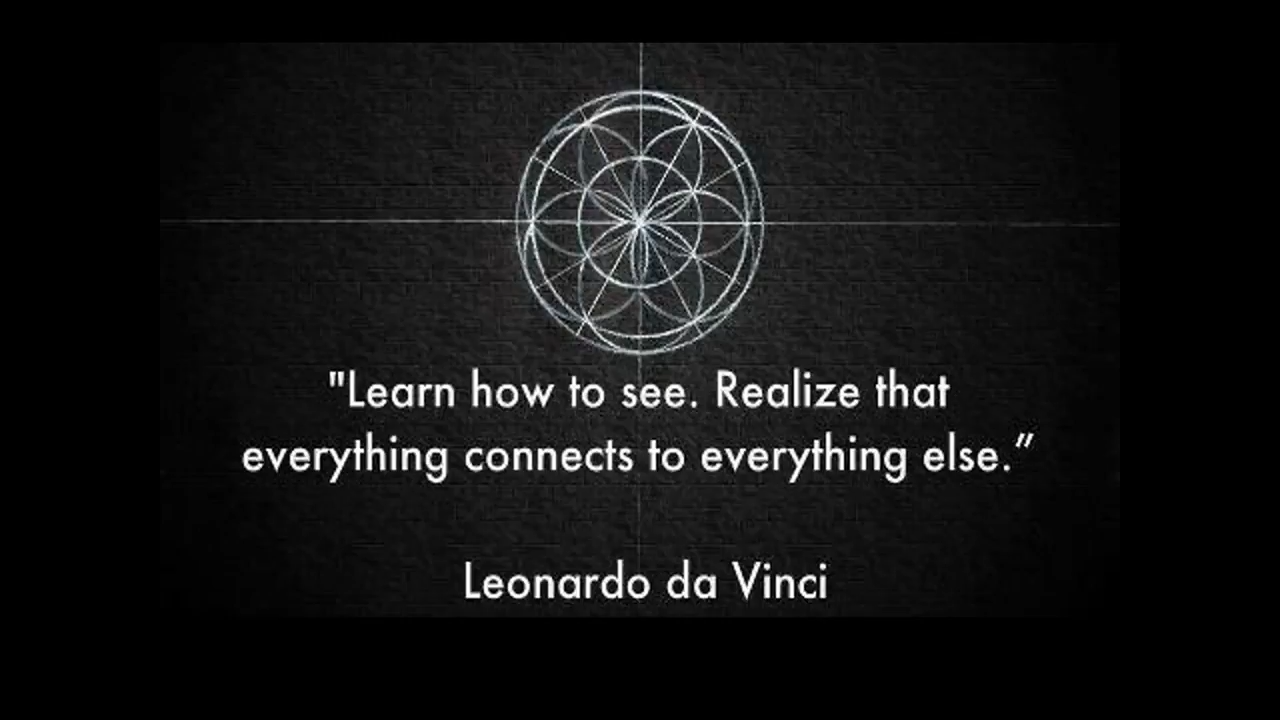 "Learn how to see. Realize that
everything connects to everything else.”
Leonardo da Vinci